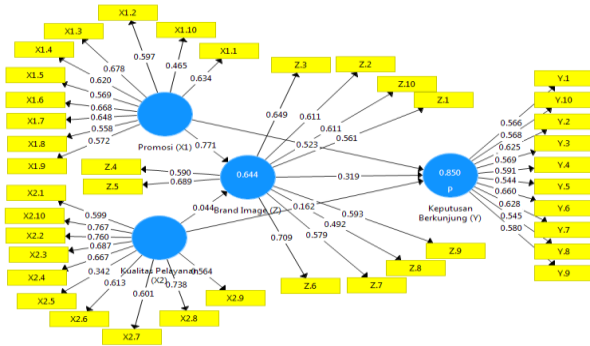 X1.2
X1.3
X1.10
X1.4
X1.1
X1.5
X1.6
X1.7
X1.8
X1.9
0.678
0.597
0.465
0.634
0.620
0.569
0.668
0.648
0.558
0.572
Promosi (X1)
0.771
Z.3
Z.2
Z.10
Z.1
0.649
0.611
0.611
0.561
0.523
Z.4
Z.5
0.590
0.689
0.644
Brand Image (Z)
0.319
0.044
0.162
X2.1
X2.10
X2.2
X2.3
X2.4
X2.5
X2.6
X2.7
X2.8
X2.9
0.599
0.767
0.760
0.687
0.667
0.342
0.613
0.601
0.738
0.564
Kualitas Pelayanan
(X2)
0.709
0.579
0.492
0.593
Z.6
Z.7
Z.8
Z.9
0.850
P
Keputusan
Berkunjung (Y)
0.566
0.568
0.625
0.569
0.591
0.544
0.660
0.628
0.545
0.580
Y.1
Y.10
Y.2
Y.3
Y.4
Y.5
Y.6
Y.7
Y.8
Y.9